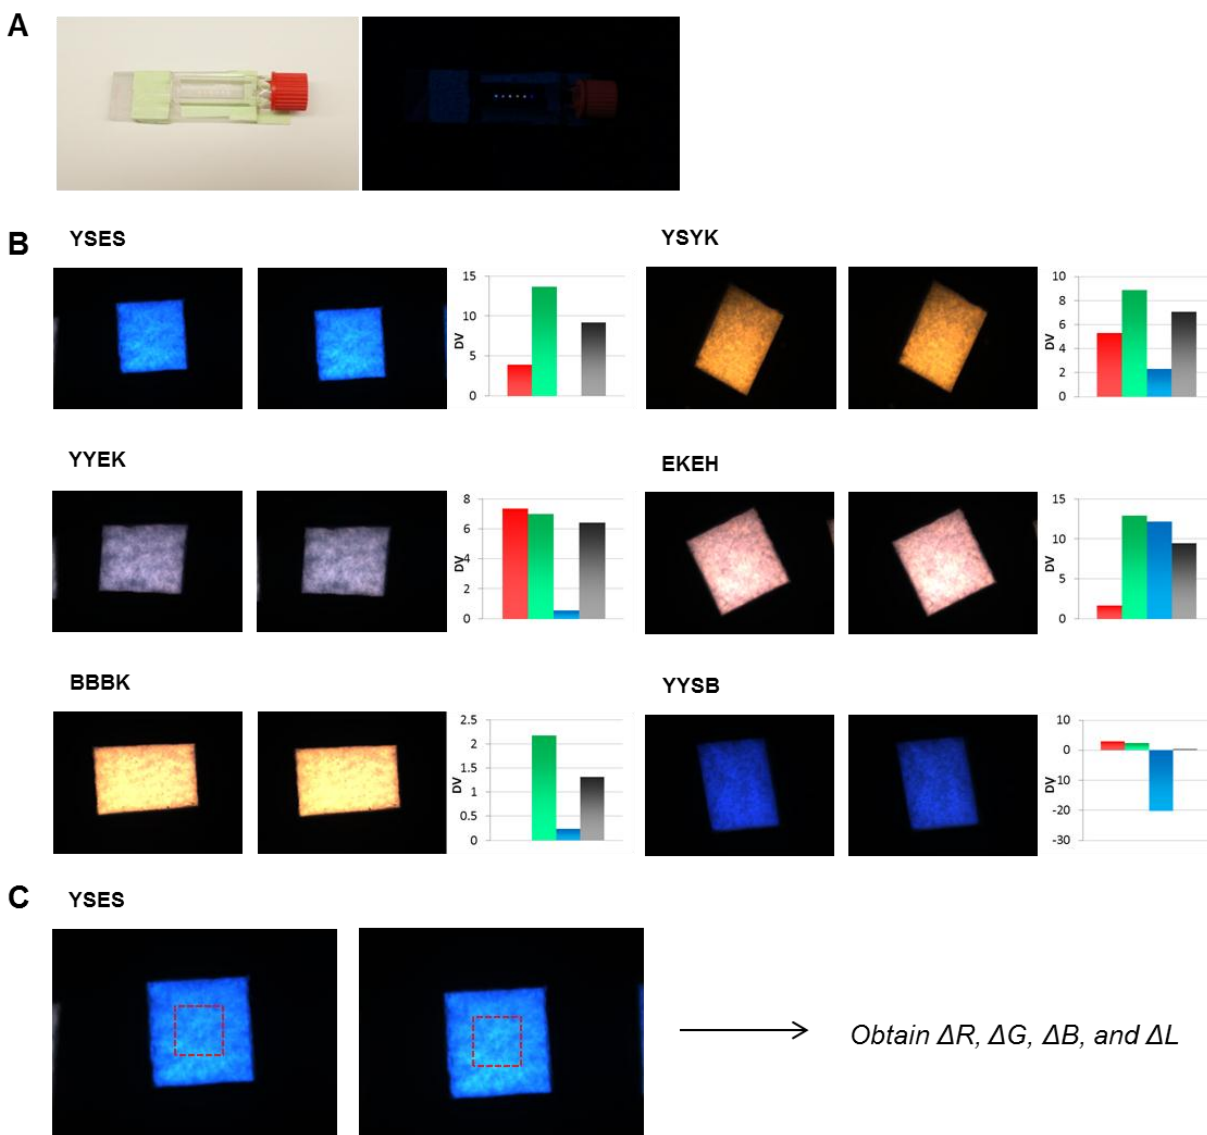 A
B
YSES
YSYK
15
10
5
0
DV
10
8
6
4
2
0
DV
YYEK
EKEH
8
6
4
2
0
DV
15
10
5
0
DV
BBBK
YYSB
2.5
2
1.5
1
0.5
0
DV
10
0
-10
-20
-30
DV
C
YSES
Obtain ΔR, ΔG, ΔB, and ΔL